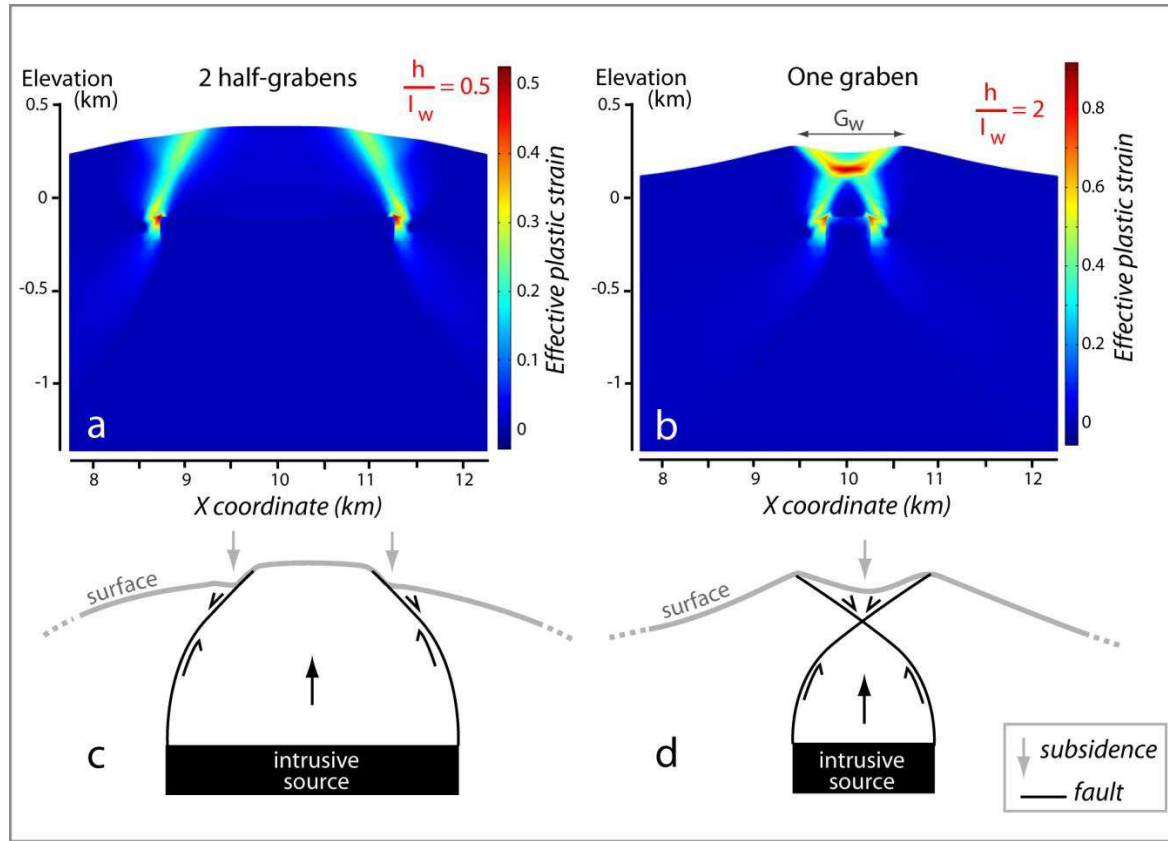 Elevation
(km)
2 half-grabens
h
I_w
= 0.5
0.5
0
-0.5
-1
0.5
0.4
0.3
0.2
0.1
0
Effective plastic strain
a
8
9
10
11
12
X coordinate (km)
Elevation
(km)
One graben
G_w
h
I_w
= 2
0.5
0
-0.5
-1
0.8
0.6
0.4
0.2
0
Effective plastic strain
b
8
9
10
11
12
X coordinate (km)
surface
c
intrusive
source
surface
d
intrusive
source
subsidence
fault